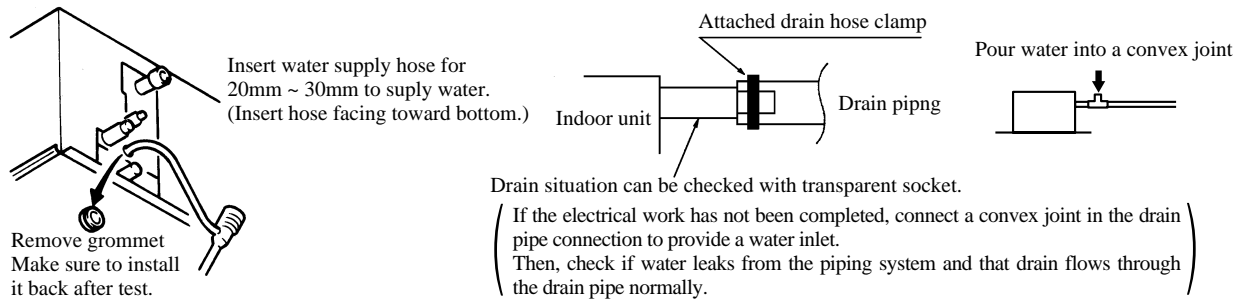 Insert water supply hose for
20mm ~ 30mm to suply water.
(Insert hose facing toward bottom.)
Remove grommet
Make sure to install
it back after test.
Attached drain hose clamp
Indoor unit
Drain pipng
Pour water into a convex joint
Drain situation can be checked with transparent socket.
If the electrical work has not been completed, connect a convex joint in the drain
pipe connection to provide a water inlet.
Then, check if water leaks from the piping system and that drain flows through
the drain pipe normally.